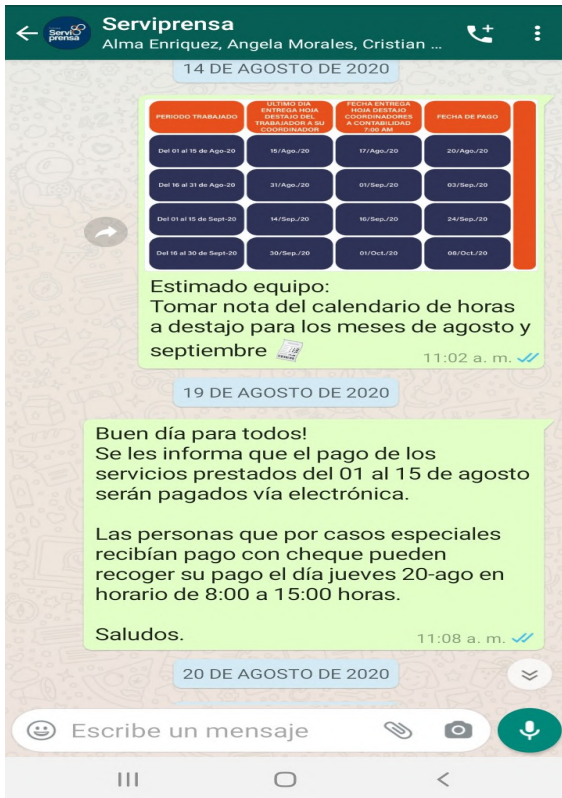 Serviprensa
Alma Enriquez, Angela Morales, Cristian ...
Servi
prensa
14 DE AGOSTO DE 2020
PERIODO TRABAJADO
ULTIMO DIA
ENTREGA HOJA
DESTAJO DEL
TRABAJADOR A SU
COORDINADOR
FECHA ENTREGA
HOJA DESTAJO
COORDINADORES
A CONTABILIDAD
7:00 AM
FECHA DE PAGO
Del 01 al 15 de Ago-20 15/Ago./20 17/Ago./20 20/Ago./20
Del 16 al 31 de Ago-20 31/Ago./20 01/Sep./20 03/Sep./20
Del 01 al 15 de Sept-20 14/Sep./20 16/Sep./20 24/Sep./20
Del 16 al 30 de Sept-20 30/Sep./20 01/Oct./20 08/Oct./20
Estimado equipo:
Tomar nota del calendario de horas
a destajo para los meses de agosto y
septiembre
11:02 a. m.
19 DE AGOSTO DE 2020
Buen día para todos!
Se les informa que el pago de los
servicios prestados del 01 al 15 de agosto
serán pagados vía electrónica.
Las personas que por casos especiales
recibían pago con cheque pueden
recoger su pago el día jueves 20-ago en
horario de 8:00 a 15:00 horas.
Saludos.
11:08 a. m.
20 DE AGOSTO DE 2020
Escribe un mensaje